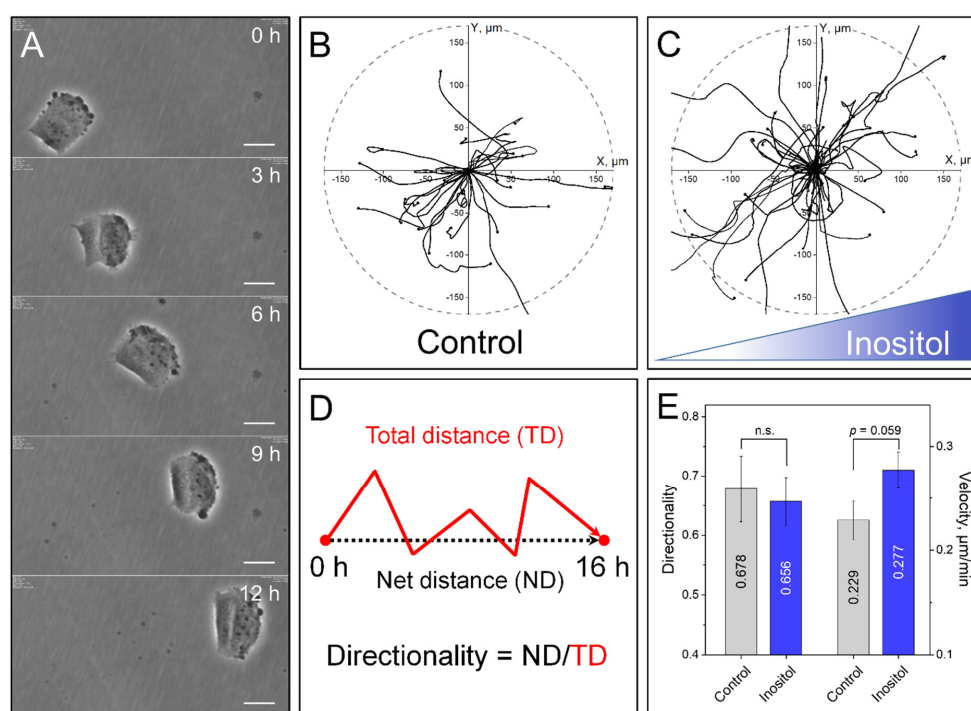 A
0 h
3 h
6 h
9 h
12 h
B
Y, µm
150
100
50
X, µm
-150
-100
-50
50
100
150
-50
-100
-150
Control
C
Y, µm
150
100
50
X, µm
-150
-100
-50
50
100
150
-50
-100
-150
Inositol
D
Total distance (TD)
0 h
16 h
Net distance (ND)
Directionality = ND/TD
E
0.8
0.7
0.6
0.5
0.4
Directionality
n.s.
p = 0.059
0.678
0.656
0.229
0.277
0.3
0.2
0.1
Velocity, µm/min
Control
Inositol
Control
Inositol